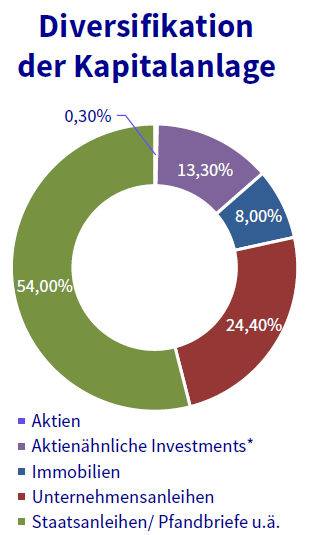 Diversifikation
der Kapitalanlage
0,30%
13,30%
8,00%
54,00%
24,40%
Aktien
Aktienähnliche Investments*
Immobilien
Unternehmensanleihen
Staatsanleihen/ Pfandbriefe u.ä.